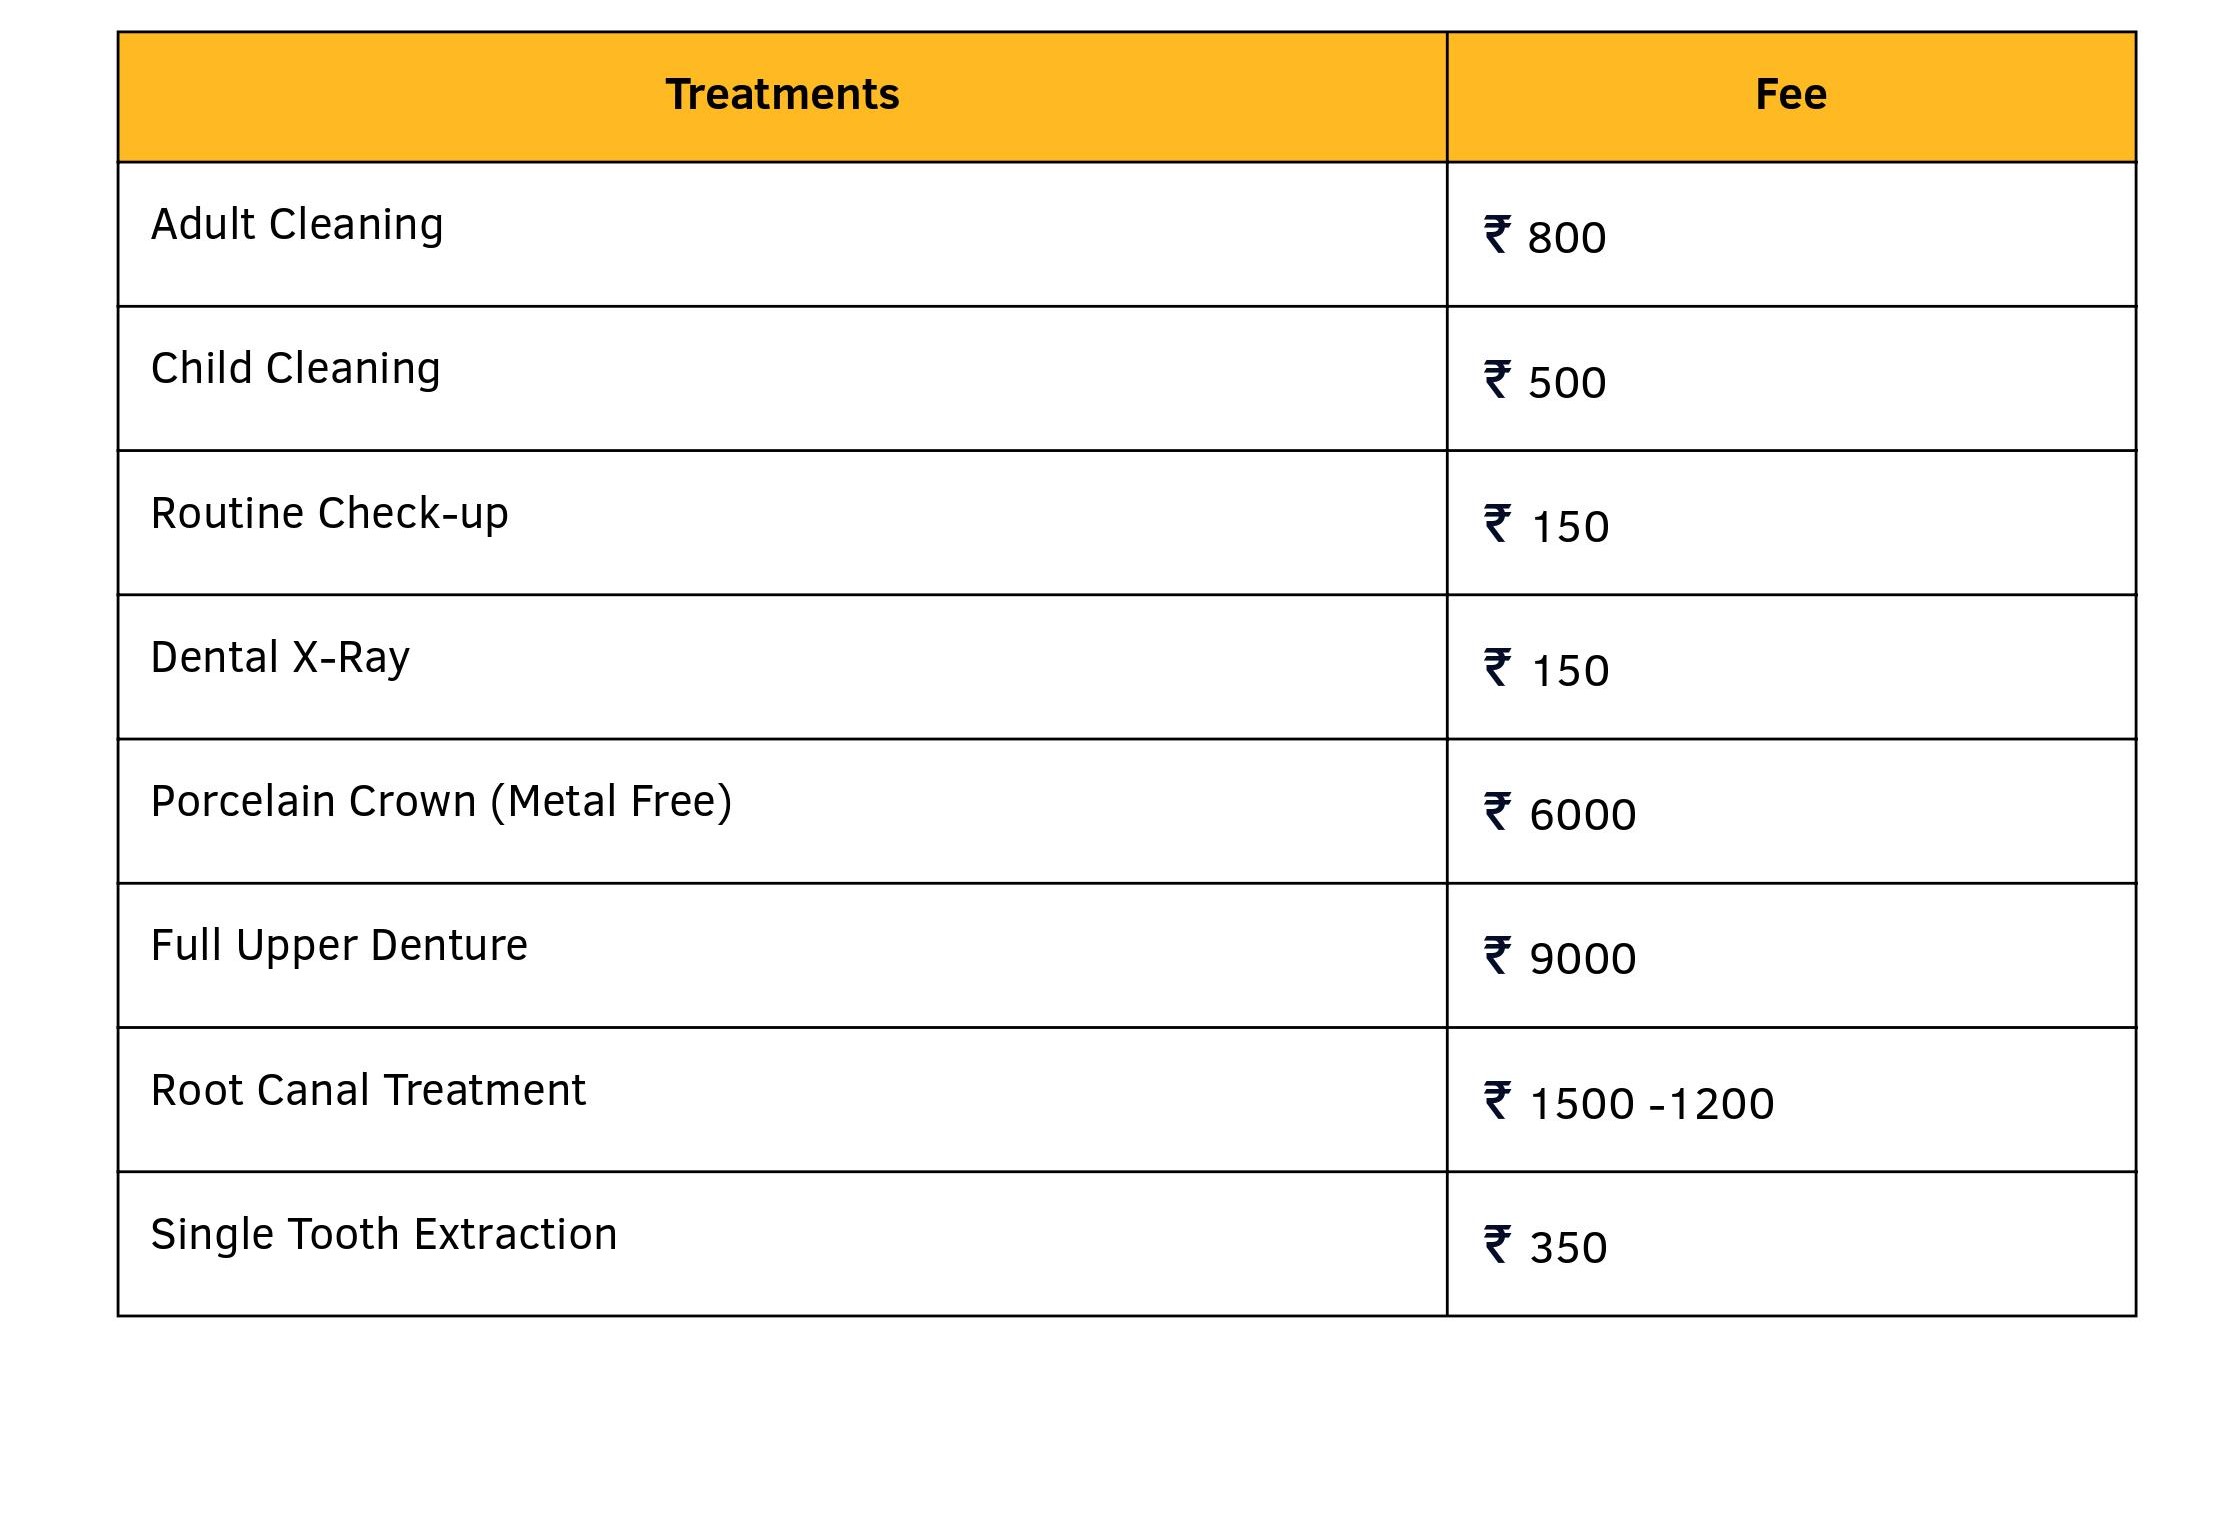 Treatments Fee
Adult Cleaning ₹ 800
Child Cleaning ₹ 500
Routine Check-up ₹ 150
Dental X-Ray ₹ 150
Porcelain Crown (Metal Free) ₹ 6000
Full Upper Denture ₹ 9000
Root Canal Treatment ₹ 1500 -1200
Single Tooth Extraction ₹ 350